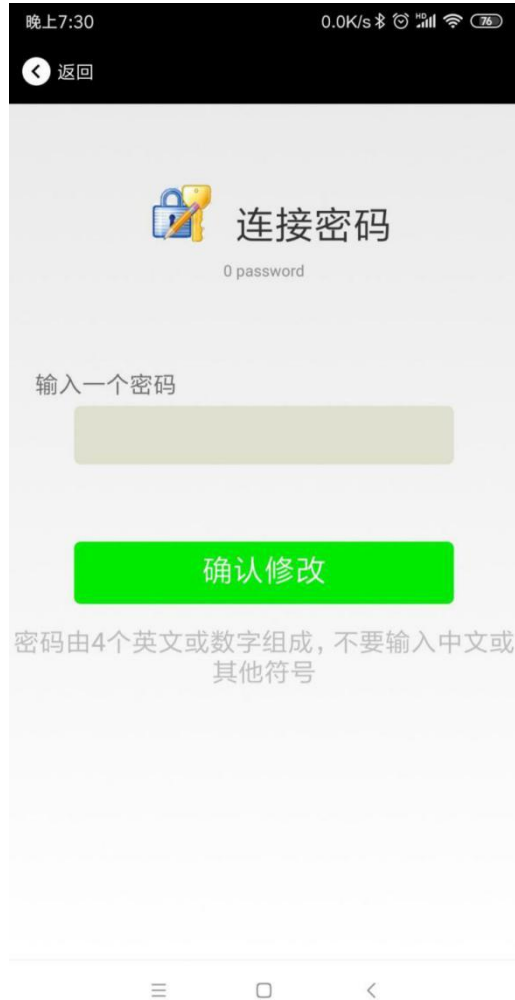 晚上7:30 0.0K/s HD 76
返回
连接密码
0 password
输入一个密码
确认修改
密码由4个英文或数字组成，不要输入中文或
其他符号